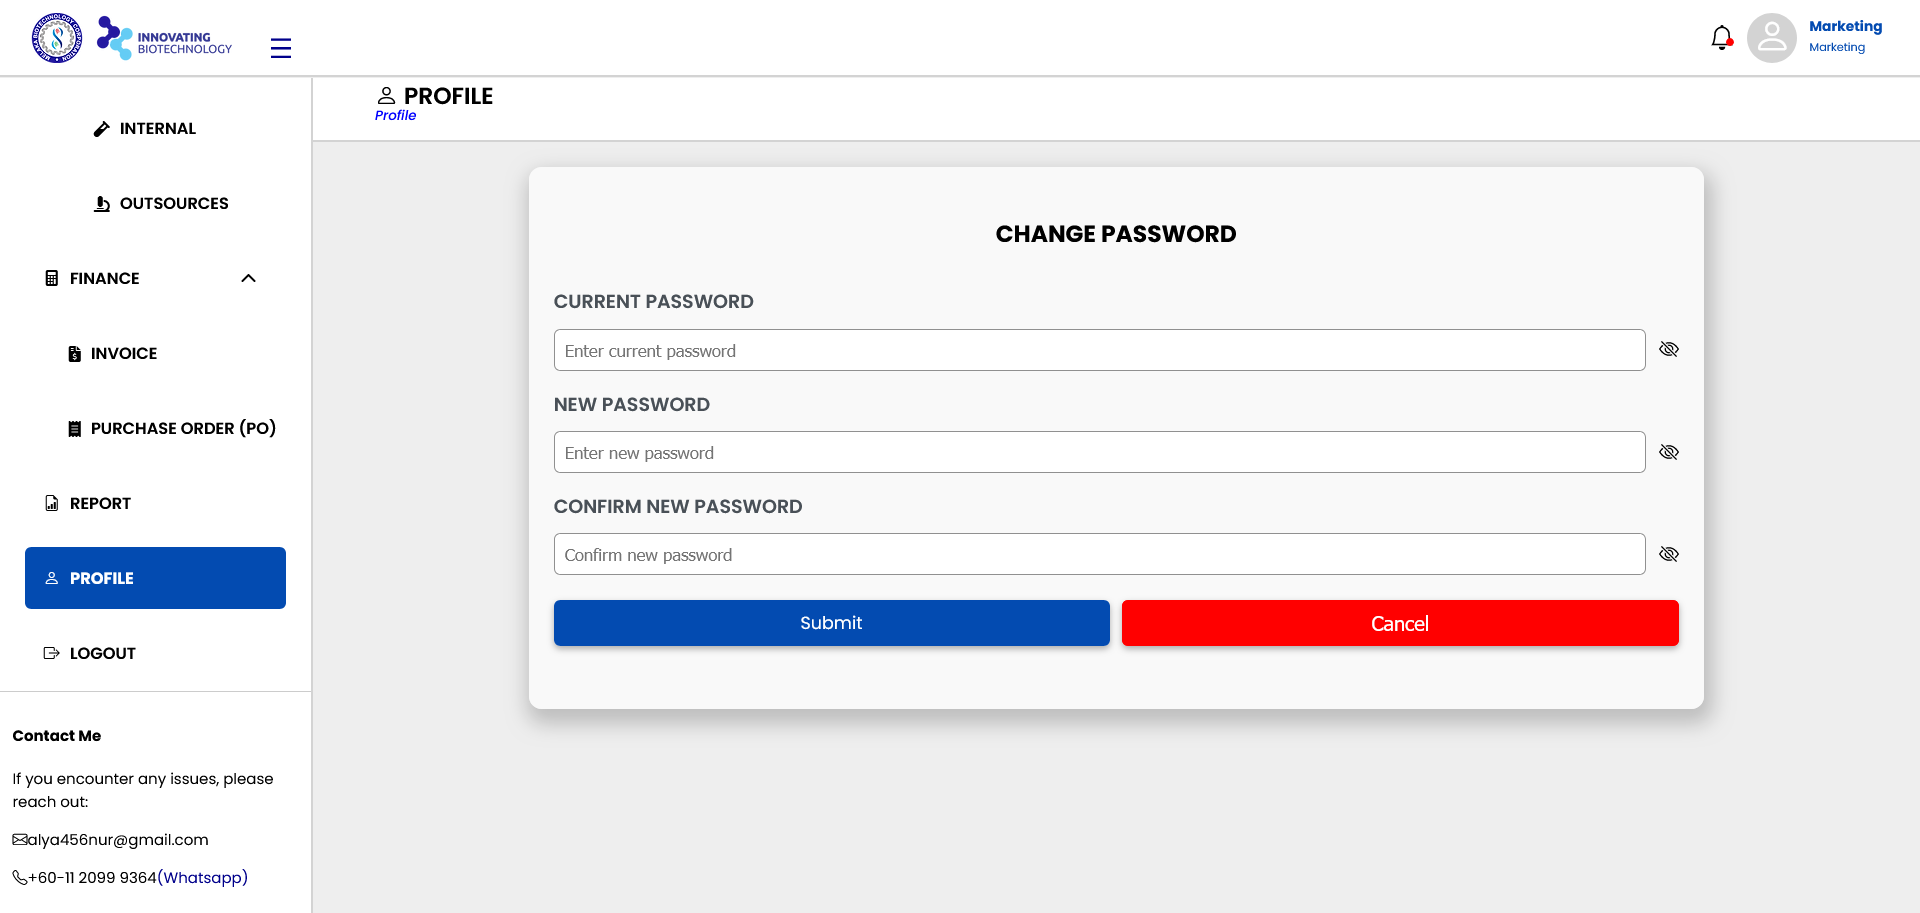 INNOVATING
BIOTECHNOLOGY
Marketing
Marketing
PROFILE
Profile
INTERNAL
OUTSOURCES
FINANCE
INVOICE
PURCHASE ORDER (PO)
REPORT
PROFILE
LOGOUT
Contact Me
If you encounter any issues, please
reach out:
alya456nur@gmail.com
+60-11 2099 9364(Whatsapp)
CHANGE PASSWORD
CURRENT PASSWORD
Enter current password
NEW PASSWORD
Enter new password
CONFIRM NEW PASSWORD
Confirm new password
Submit
Cancel